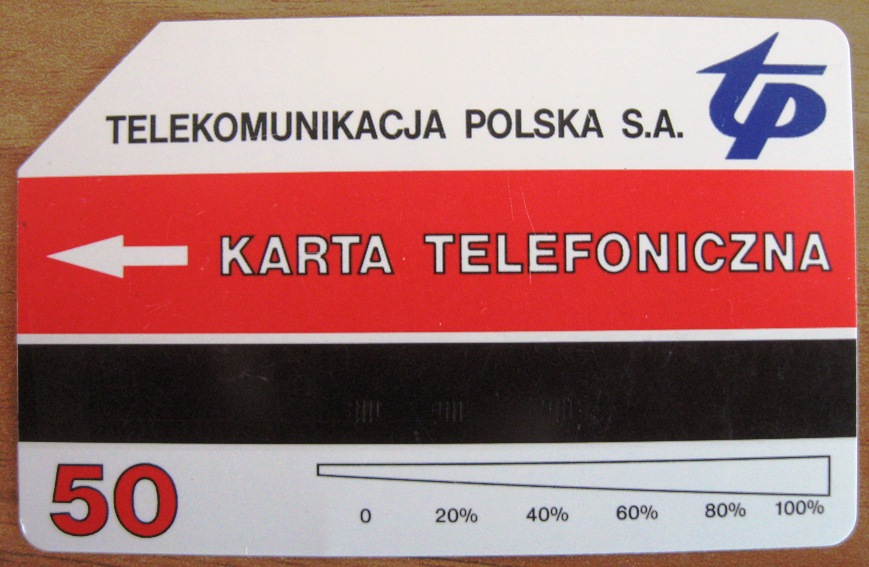 TELEKOMUNIKACJA POLSKA S.A. tp
KARTA TELEFONICZNA
50
0 20% 40% 60% 80% 100%